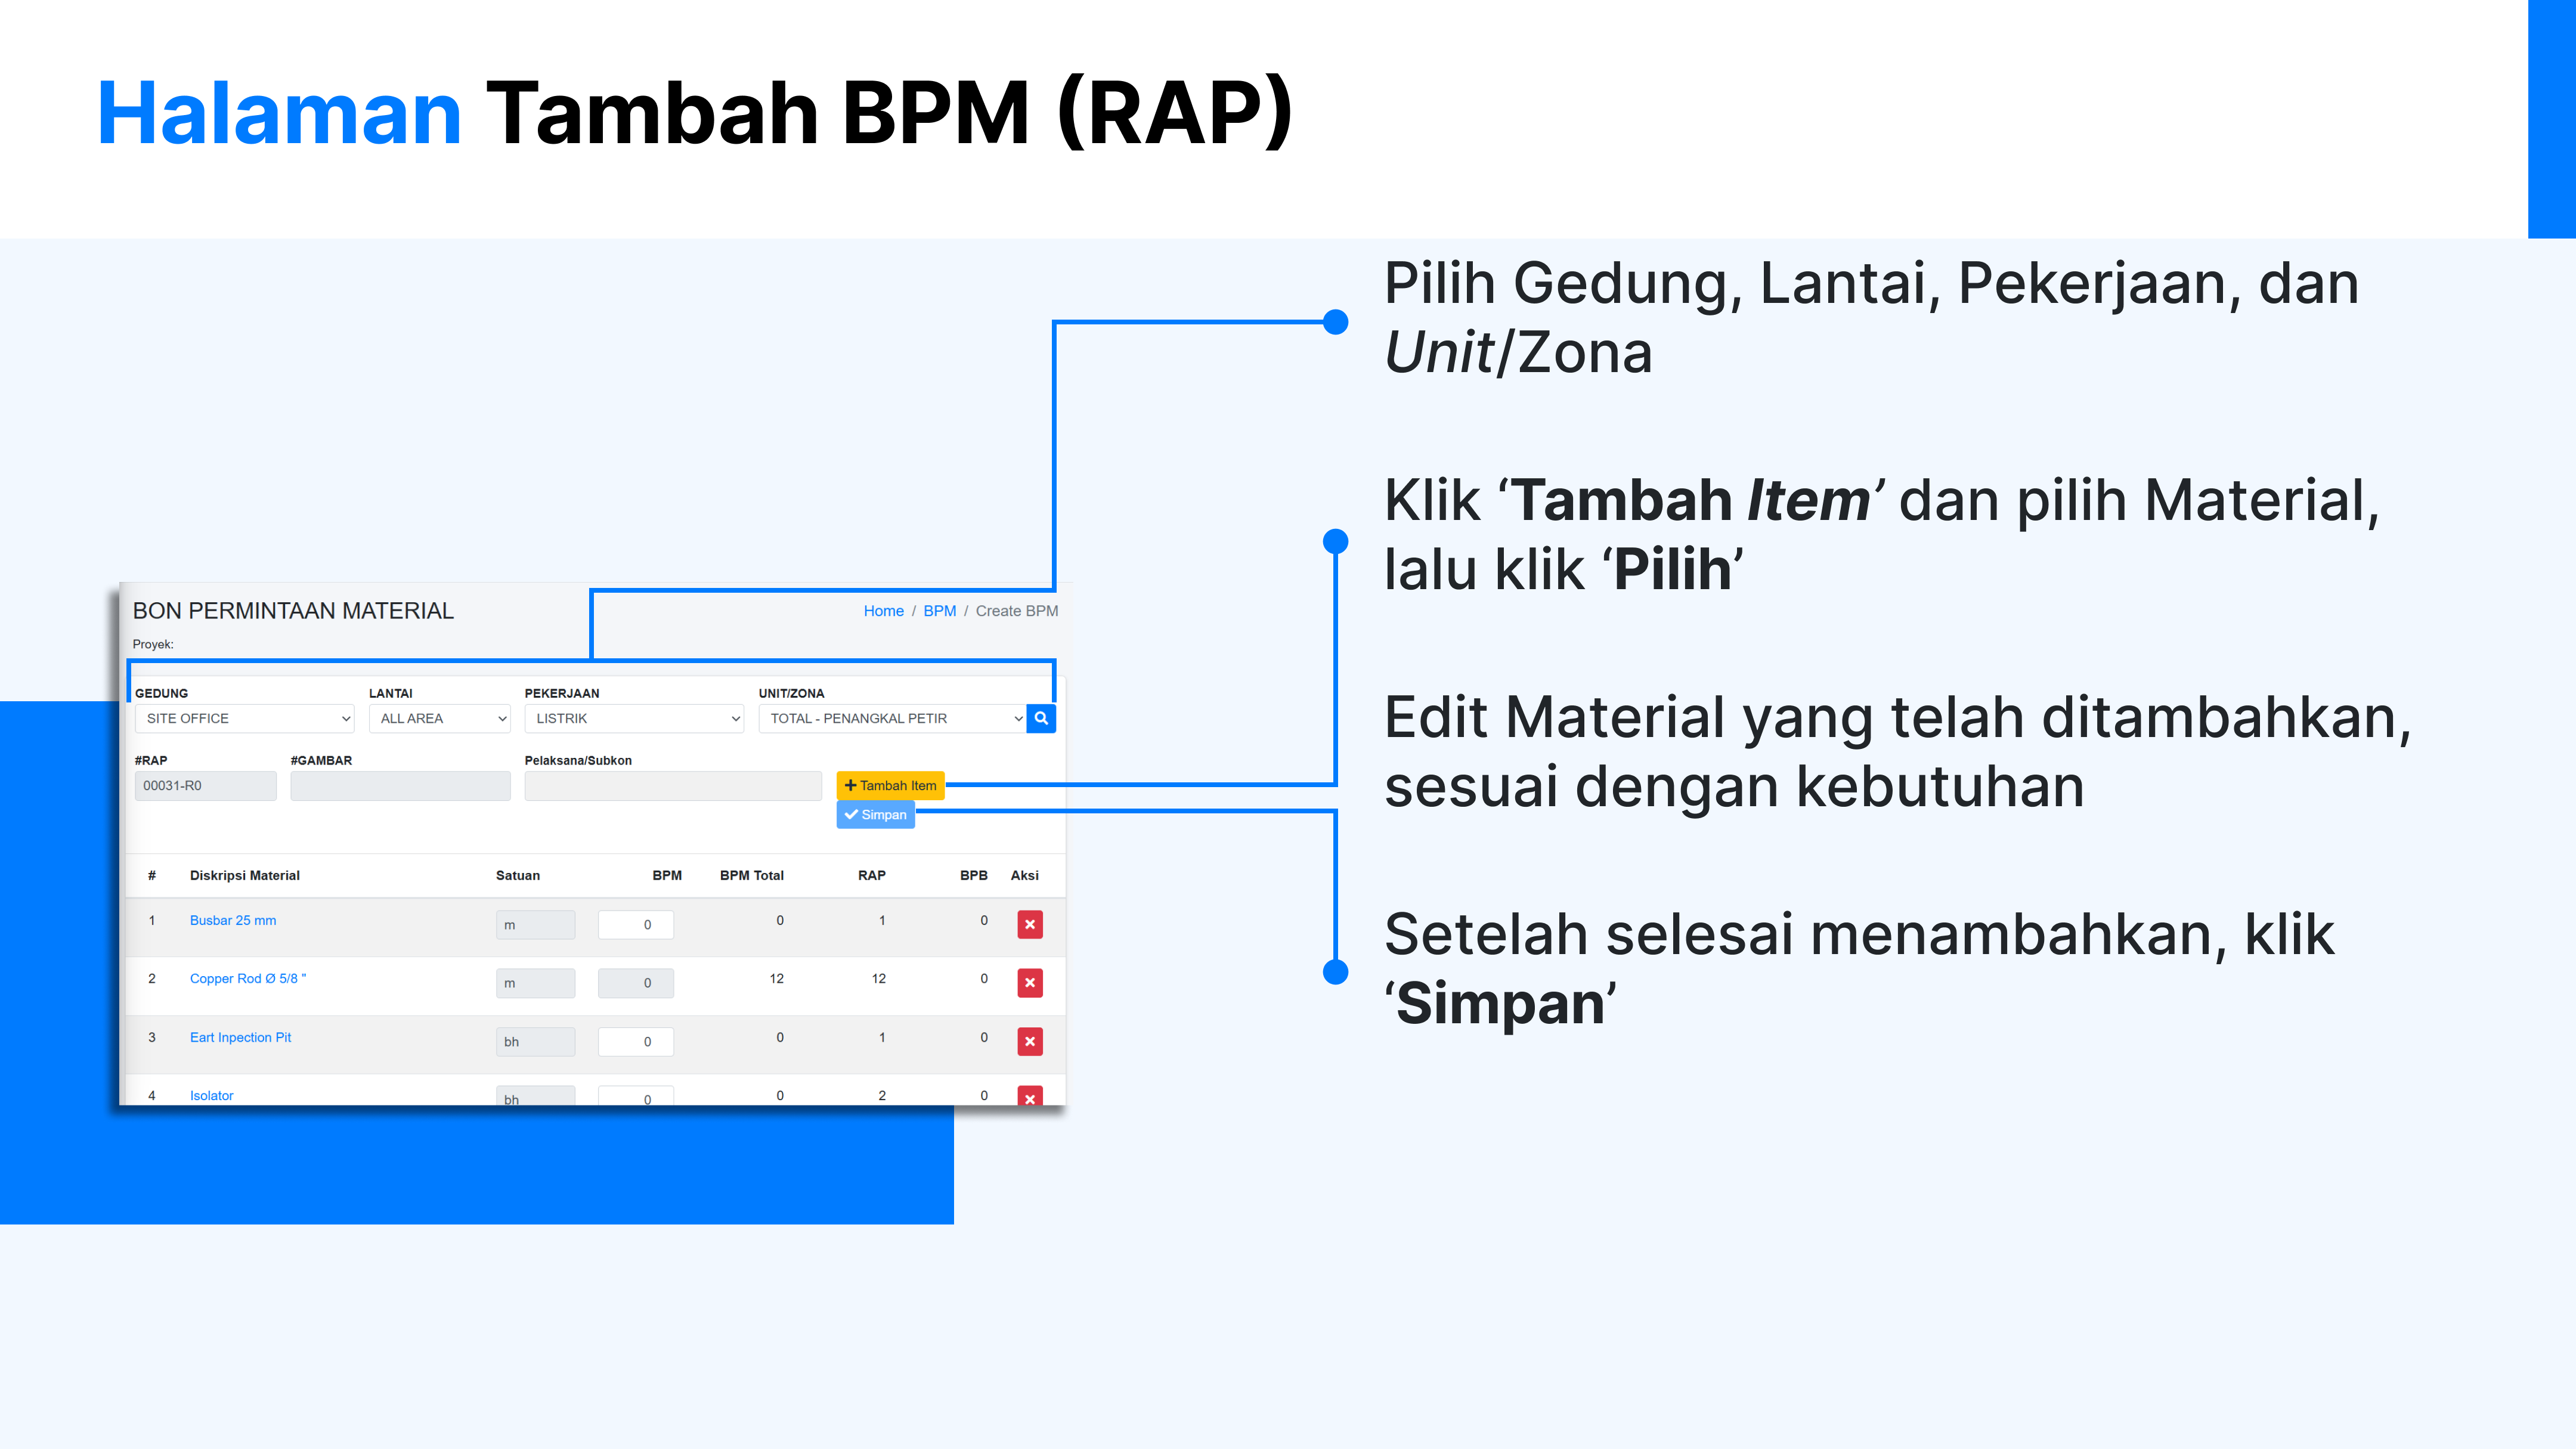 Halaman Tambah BPM (RAP)
Pilih Gedung, Lantai, Pekerjaan, dan
Unit/Zona
Klik ‘Tambah Item’ dan pilih Material,
lalu klik ‘Pilih’
Edit Material yang telah ditambahkan,
sesuai dengan kebutuhan
Setelah selesai menambahkan, klik
‘Simpan’
BON PERMINTAAN MATERIAL Home / BPM / Create BPM
Proyek:
GEDUNG LANTAI PEKERJAAN UNIT/ZONA
SITE OFFICE ALL AREA LISTRIK TOTAL - PENANGKAL PETIR
#RAP #GAMBAR Pelaksana/Subkon
00031-R0 Tambah Item
Simpan
# Diskripsi Material Satuan BPM BPM Total RAP BPB Aksi
1 Busbar 25 mm m 0 0 1 0
2 Copper Rod Ø 5/8 " m 0 12 12 0
3 Eart Inpection Pit bh 0 0 1 0
4 Isolator bh 0 0 2 0